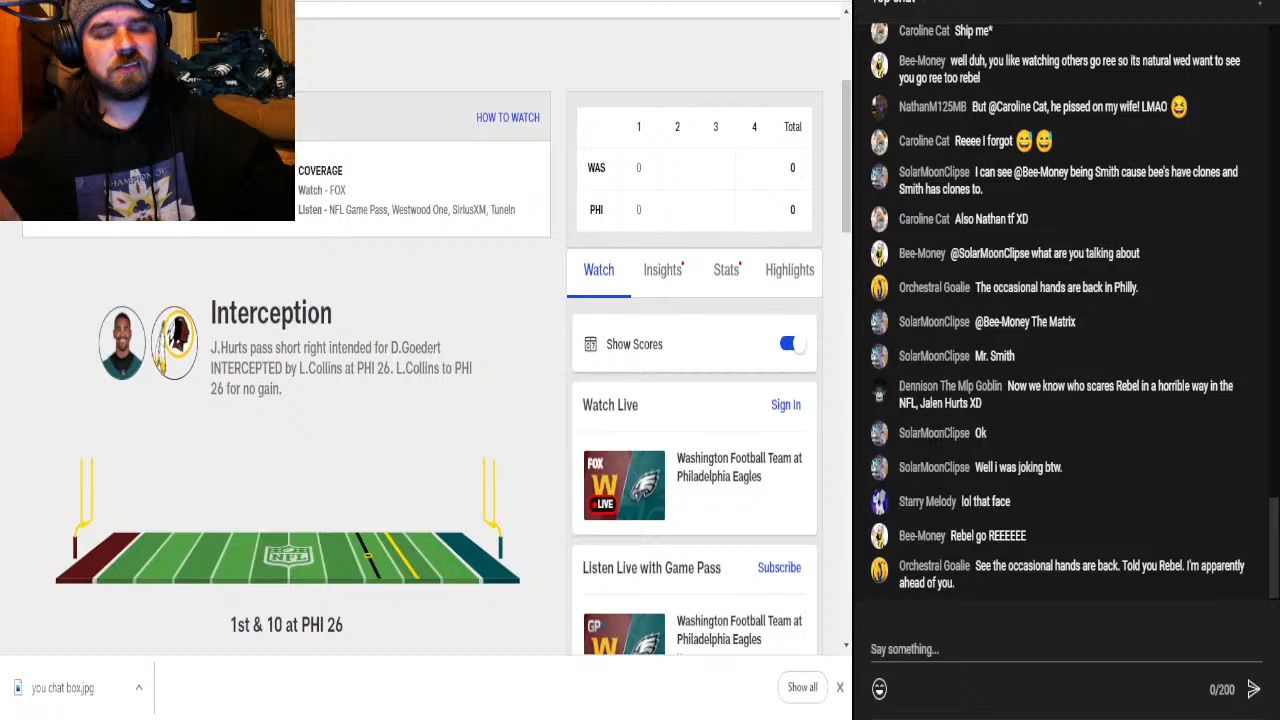 CHAMPION OF
HOW TO WATCH
COVERAGE
Watch - FOX
Listen - NFL Game Pass, Westwood One, SiriusXM, TuneIn
1 2 3 4 Total
WAS 0 0
PHI 0 0
Watch Insights Stats Highlights
Interception
J.Hurts pass short right intended for D.Goedert
INTERCEPTED by L.Collins at PHI 26. L.Collins to PHI
26 for no gain.
NFL
1st & 10 at PHI 26
Show Scores
Watch Live Sign In
FOX
W
LIVE
Washington Football Team at
Philadelphia Eagles
Listen Live with Game Pass Subscribe
GP
W
Washington Football Team at
Philadelphia Eagles
you chat box.jpg
Show all X
Caroline Cat Ship me*
Bee-Money well duh, you like watching others go ree so its natural wed want to see
you go ree too rebel
NathanM125MB But @Caroline Cat, he pissed on my wife! LMAO 😆
Caroline Cat Reeee I forgot 😅 😅
SolarMoonClipse I can see @Bee-Money being Smith cause bee's have clones and
Smith has clones to.
Caroline Cat Also Nathan tf XD
Bee-Money @SolarMoonClipse what are you talking about
Orchestral Goalie The occasional hands are back in Philly.
SolarMoonClipse @Bee-Money The Matrix
SolarMoonClipse Mr. Smith
Dennison The Mlp Goblin Now we know who scares Rebel in a horrible way in the
NFL, Jalen Hurts XD
SolarMoonClipse Ok
SolarMoonClipse Well i was joking btw.
Starry Melody lol that face
Bee-Money Rebel go REEEEEE
Orchestral Goalie See the occasional hands are back. Told you Rebel. I'm apparently
ahead of you.
Say something...
0/200